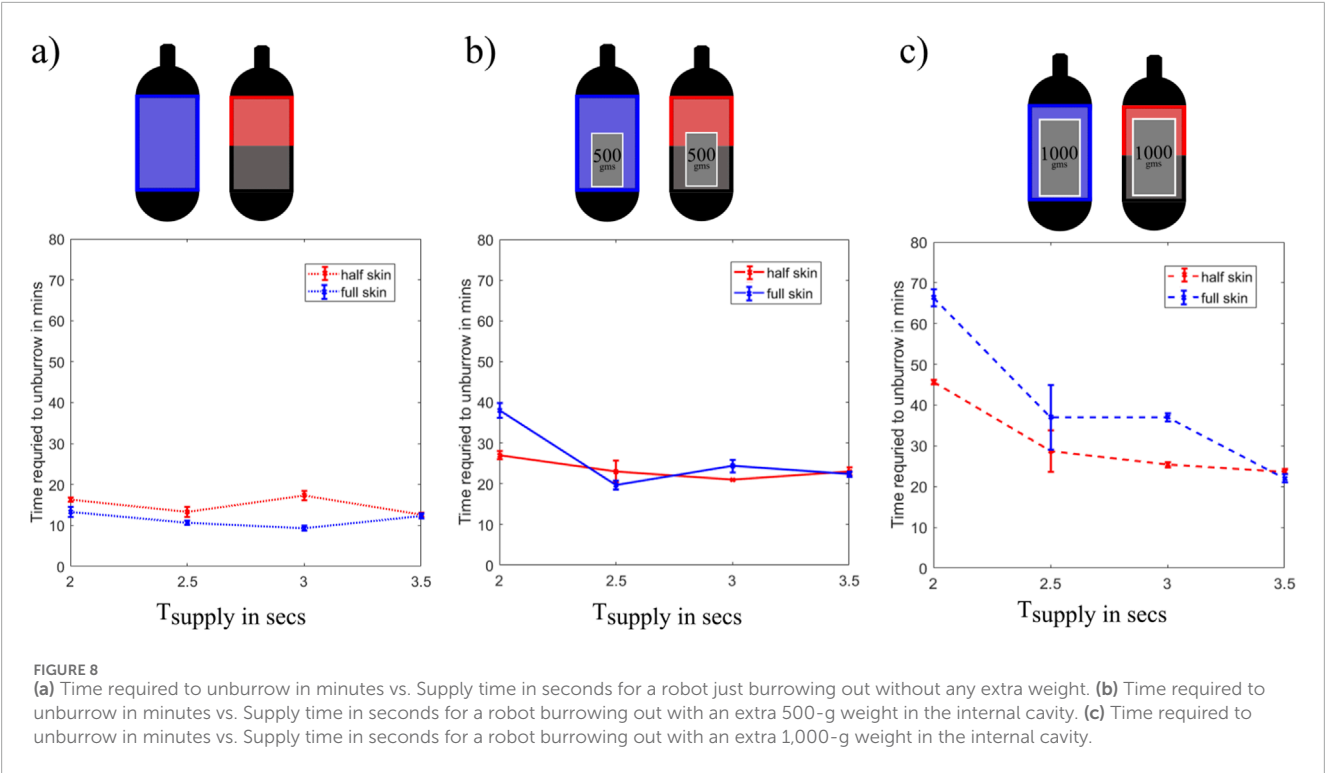 a)
b)
c)
500
gms
500
gms
1000
gms
1000
gms
80
70
60
50
40
30
20
10
0
Time requried to unburrow in mins
half skin
full skin
2
2.5
3
3.5
Tsupply in secs
80
70
60
50
40
30
20
10
0
Time requried to unburrow in mins
half skin
full skin
2
2.5
3
3.5
Tsupply in secs
80
70
60
50
40
30
20
10
0
Time requried to unburrow in mins
half skin
full skin
2
2.5
3
3.5
Tsupply in secs
FIGURE 8
(a) Time required to unburrow in minutes vs. Supply time in seconds for a robot just burrowing out without any extra weight. (b) Time required to
unburrow in minutes vs. Supply time in seconds for a robot burrowing out with an extra 500-g weight in the internal cavity. (c) Time required to
unburrow in minutes vs. Supply time in seconds for a robot burrowing out with an extra 1,000-g weight in the internal cavity.